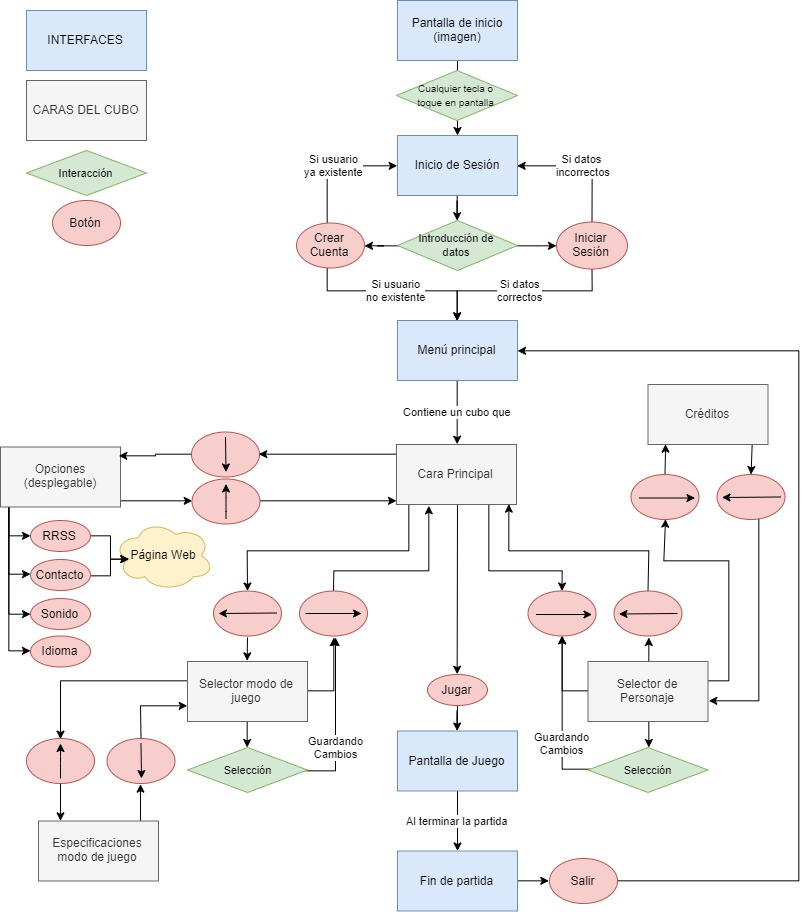 INTERFACES
CARAS DEL CUBO
Interacción
Botón
Pantalla de inicio
(imagen)
Cualquier tecla o
toque en pantalla
Si usuario
ya existente
Inicio de Sesión
Si datos
incorrectos
Crear
Cuenta
Introducción de
datos
Iniciar
Sesión
Si usuario
no existente
Si datos
correctos
Menú principal
Contiene un cubo que
Créditos
Opciones
(desplegable)
Cara Principal
RRSS
Contacto
Sonido
Idioma
Página Web
Selector modo de
juego
Jugar
Selector de
Personaje
Guardando
Cambios
Guardando
Cambios
Selección
Pantalla de Juego
Selección
Especificaciones
modo de juego
Al terminar la partida
Fin de partida
Salir